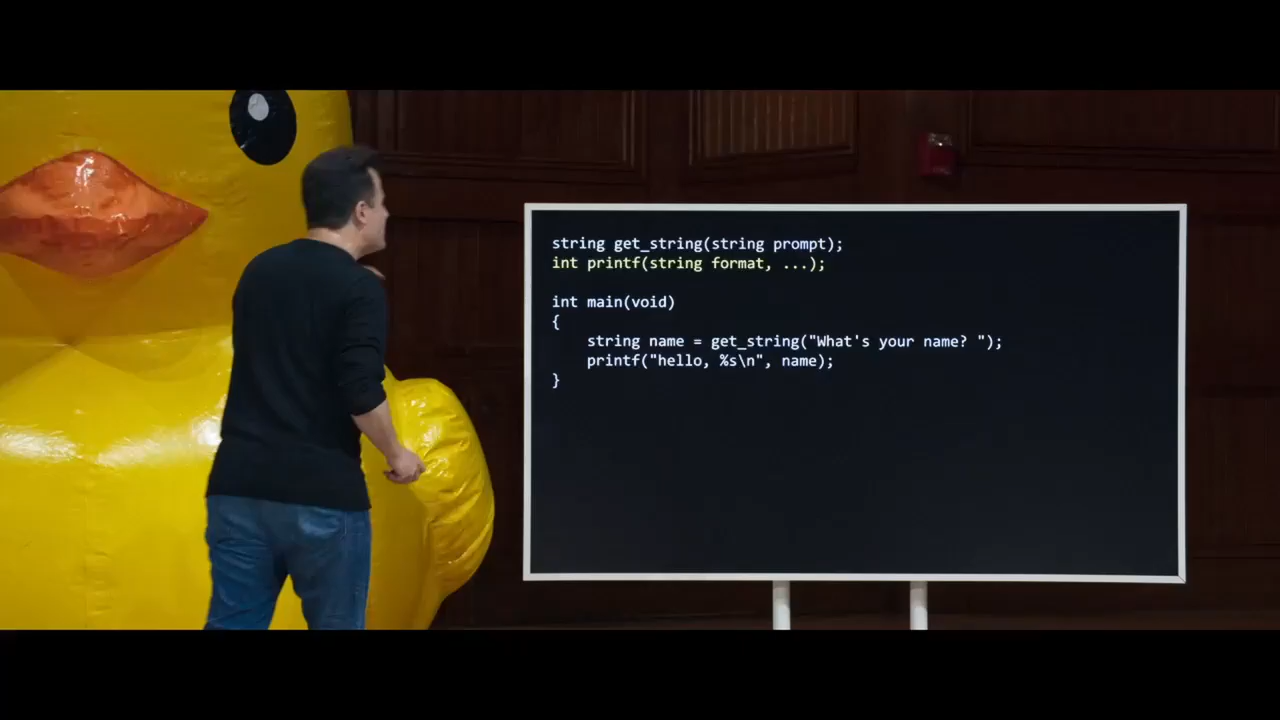 string get_string(string prompt);
int printf(string format, ...);
int main(void)
{
string name = get_string("What's your name? ");
printf("hello, %s\n", name);
}